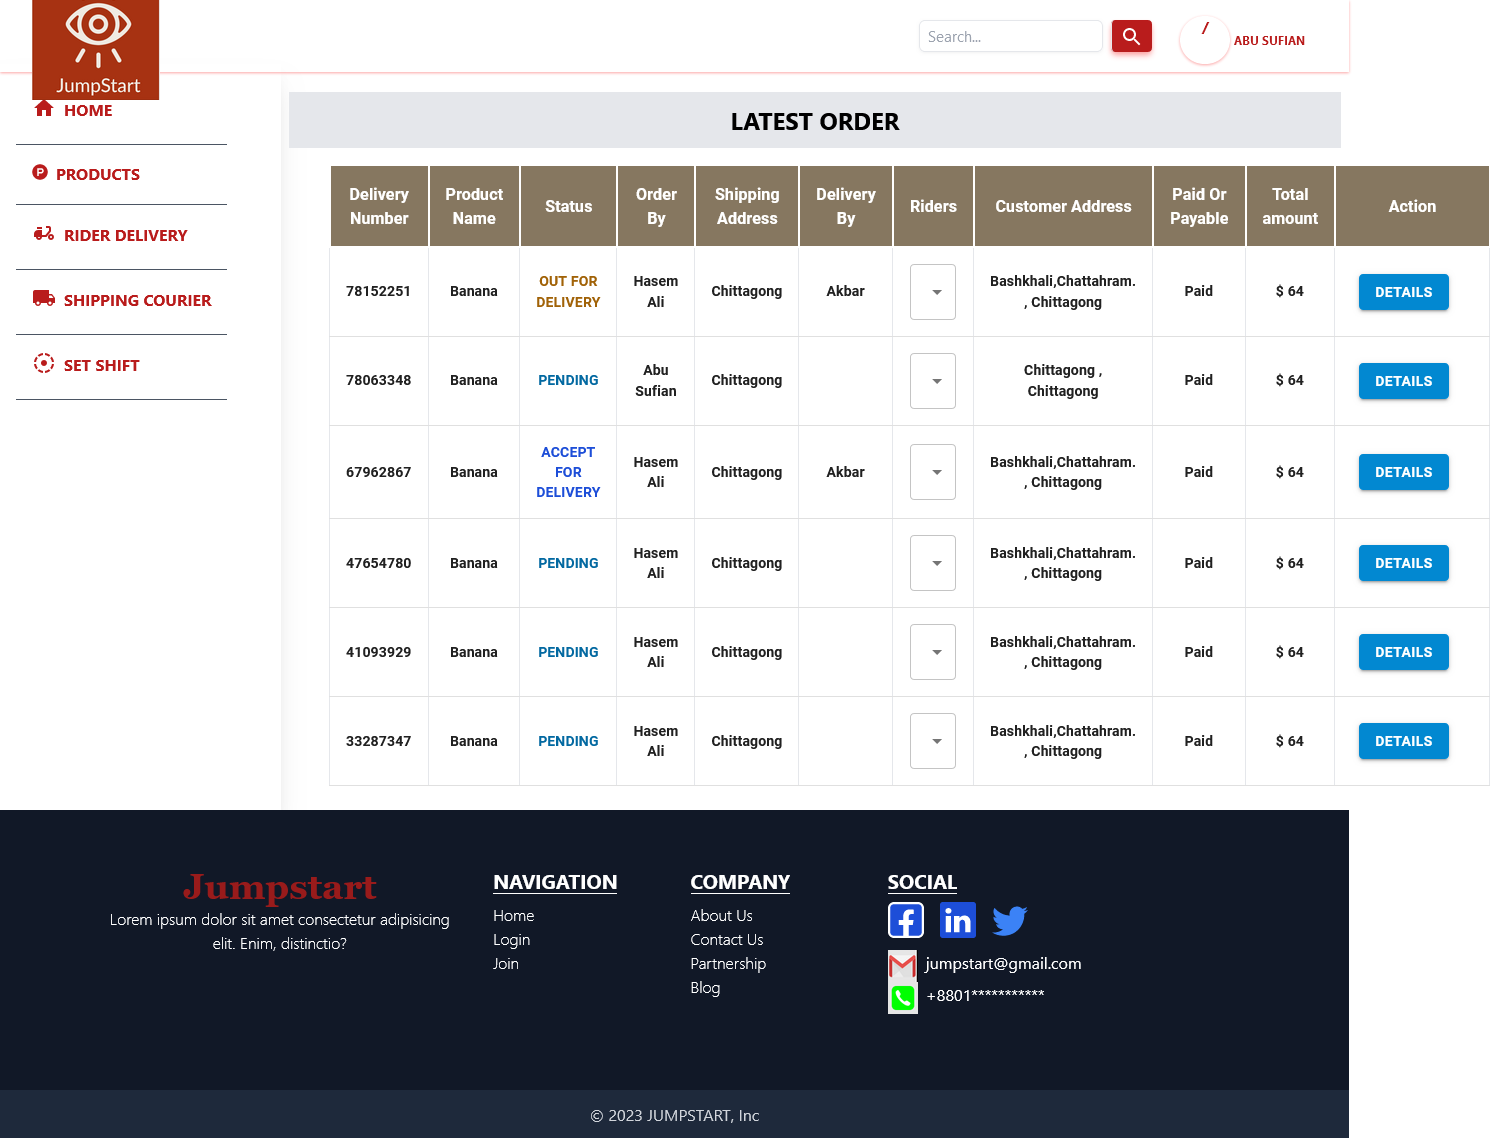 JumpStart
Search...
/
ABU SUFIAN
HOME
PRODUCTS
RIDER DELIVERY
SHIPPING COURIER
SET SHIFT
LATEST ORDER
Delivery Number Product Name Status Order By Shipping Address Delivery By Riders Customer Address Paid Or Payable Total amount Action
78152251 Banana OUT FOR DELIVERY Hasem Ali Chittagong Akbar Bashkhali,Chattahram. , Chittagong Paid $ 64 DETAILS
78063348 Banana PENDING Abu Sufian Chittagong Chittagong , Chittagong Paid $ 64 DETAILS
67962867 Banana ACCEPT FOR DELIVERY Hasem Ali Chittagong Akbar Bashkhali,Chattahram. , Chittagong Paid $ 64 DETAILS
47654780 Banana PENDING Hasem Ali Chittagong Bashkhali,Chattahram. , Chittagong Paid $ 64 DETAILS
41093929 Banana PENDING Hasem Ali Chittagong Bashkhali,Chattahram. , Chittagong Paid $ 64 DETAILS
33287347 Banana PENDING Hasem Ali Chittagong Bashkhali,Chattahram. , Chittagong Paid $ 64 DETAILS
Jumpstart
Lorem ipsum dolor sit amet consectetur adipisicing
elit. Enim, distinctio?
NAVIGATION
Home
Login
Join
COMPANY
About Us
Contact Us
Partnership
Blog
SOCIAL
jumpstart@gmail.com
+8801***********
© 2023 JUMPSTART, Inc